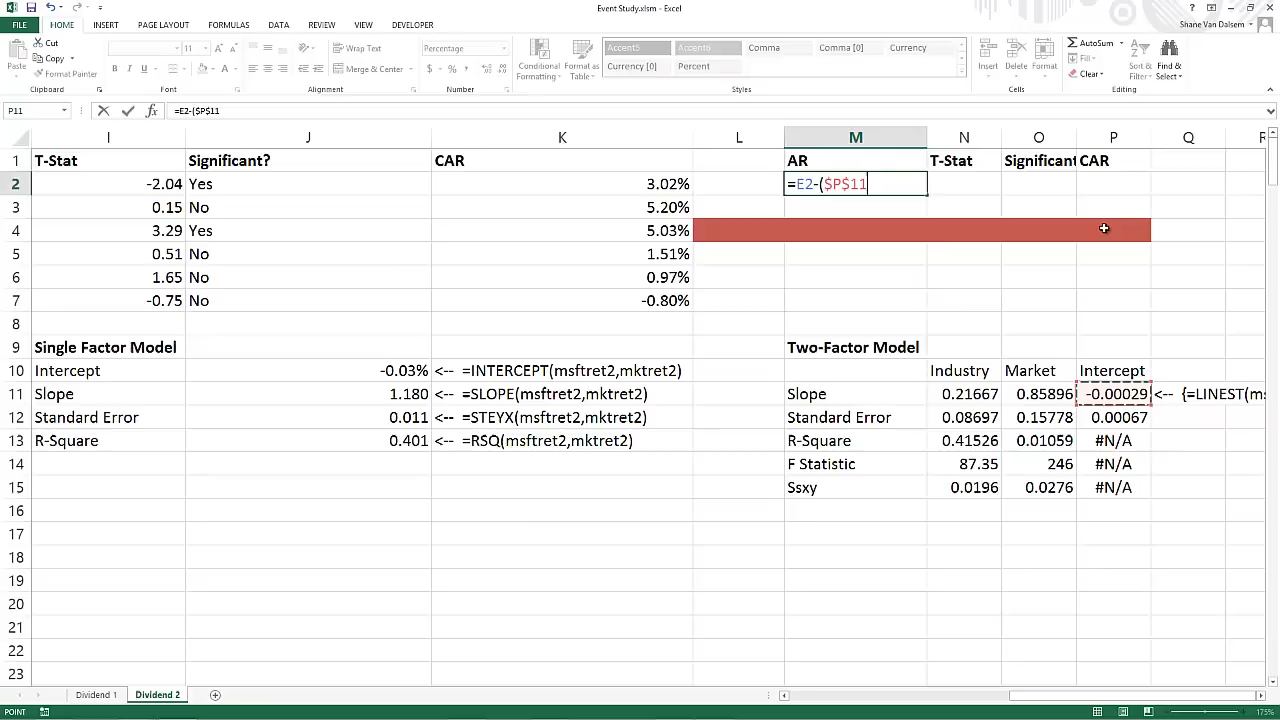 Event Study.xlsm - Excel
FILE HOME INSERT PAGE LAYOUT FORMULAS DATA REVIEW VIEW DEVELOPER Shane Van Dalsem
Paste Cut Copy Format Painter
Clipboard
11
B I U
Font
Wrap Text
Merge & Center
Alignment
Percentage
$ % ,
Number
Conditional Formatting Format as Table
Accent5 Accent6 Comma Comma [0] Currency
Currency [0] Percent
Styles
Insert Delete Format
Cells
AutoSum Fill Clear Sort & Filter Find & Select
Editing
P11 fx =E2-($P$11
I J K L M N O P Q
1 T-Stat Significant? CAR AR T-Stat Significant CAR
2 -2.04 Yes 3.02% =E2-($P$11
3 0.15 No 5.20%
4 3.29 Yes 5.03%
5 0.51 No 1.51%
6 1.65 No 0.97%
7 -0.75 No -0.80%
8
9 Single Factor Model Two-Factor Model
10 Intercept -0.03% <-- =INTERCEPT(msftret2,mktret2) Industry Market Intercept
11 Slope 1.180 <-- =SLOPE(msftret2,mktret2) Slope 0.21667 0.85896 -0.00029 <-- {=LINEST(ms
12 Standard Error 0.011 <-- =STEYX(msftret2,mktret2) Standard Error 0.08697 0.15778 0.00067
13 R-Square 0.401 <-- =RSQ(msftret2,mktret2) R-Square 0.41526 0.01059 #N/A
14 F Statistic 87.35 246 #N/A
15 Ssxy 0.0196 0.0276 #N/A
16
17
18
19
20
21
22
23
Dividend 1 Dividend 2
POINT 175%